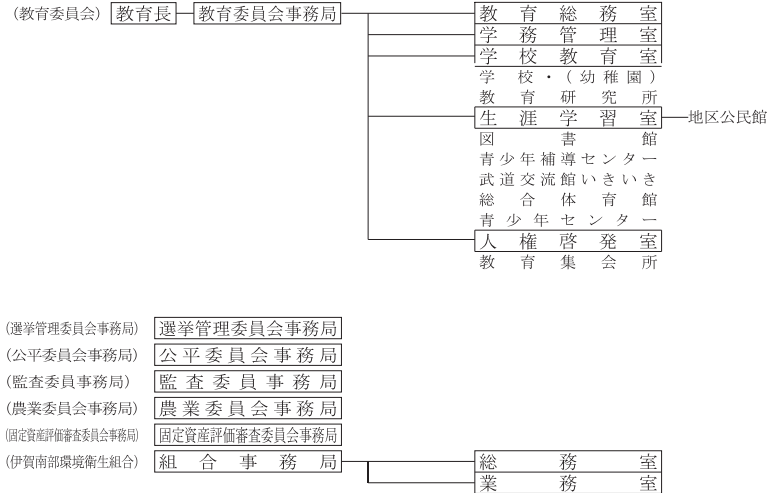 (教育委員会) 教育長 教育委員会事務局 教育総務室
学務管理室
学校教育室
学校・(幼稚園)
教育研究所
生涯学習室 地区公民館
図書館
青少年補導センター
武道交流館いきいき
総合体育館
青少年センター
人権啓発室
教育集会所
(選挙管理委員会事務局) 選挙管理委員会事務局
(公平委員会事務局) 公平委員会事務局
(監査委員事務局) 監査委員事務局
(農業委員会事務局) 農業委員会事務局
(固定資産評価審査委員会事務局) 固定資産評価審査委員会事務局
(伊賀南部環境衛生組合) 組合事務局 総務室
業務室